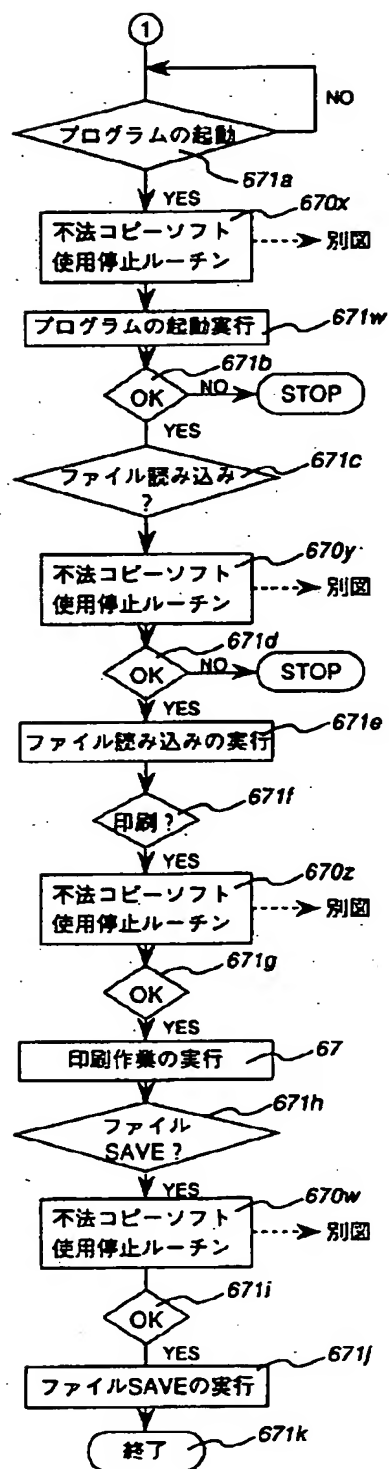 1
NO
プログラムの起動
671a
YES
670x
不法コピーソフト
使用停止ルーチン
別図
671w
プログラムの起動実行
671b
OK
NO
STOP
YES
671c
ファイル読み込み
?
670y
不法コピーソフト
使用停止ルーチン
別図
671d
OK
NO
STOP
YES
671e
ファイル読み込みの実行
671f
印刷?
YES
670z
不法コピーソフト
使用停止ルーチン
別図
671g
OK
YES
67
印刷作業の実行
671h
ファイル
SAVE?
YES
670w
不法コピーソフト
使用停止ルーチン
別図
671i
OK
YES
671j
ファイルSAVEの実行
671k
終了